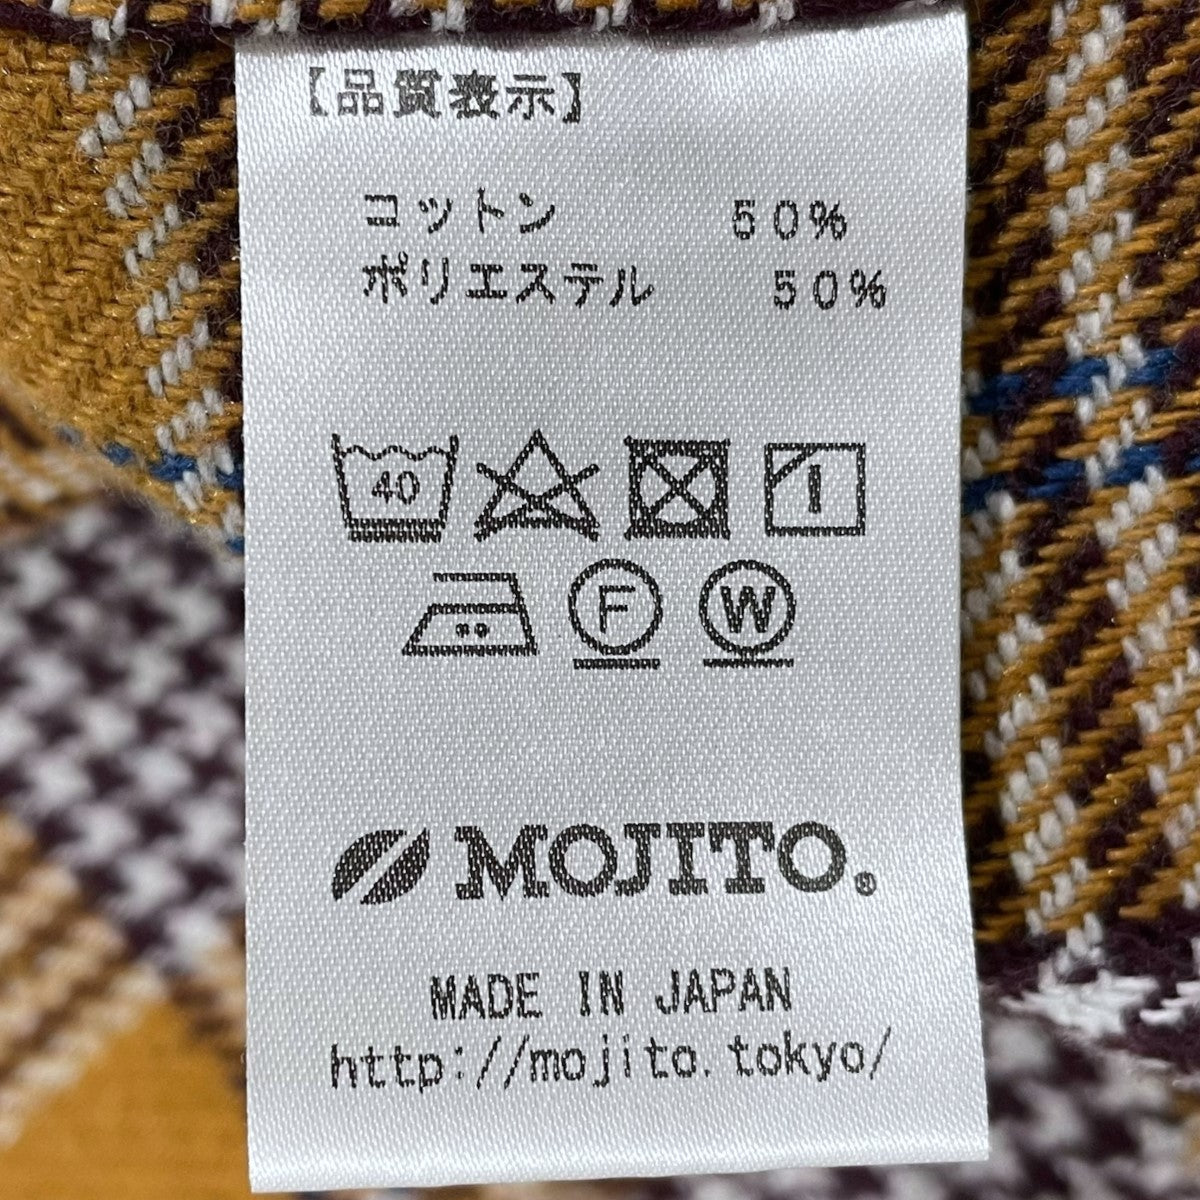 【品質表示】
コットン 50%
ポリエステル 50%
40
F W
MOJITO®
MADE IN JAPAN
http://mojito.tokyo/